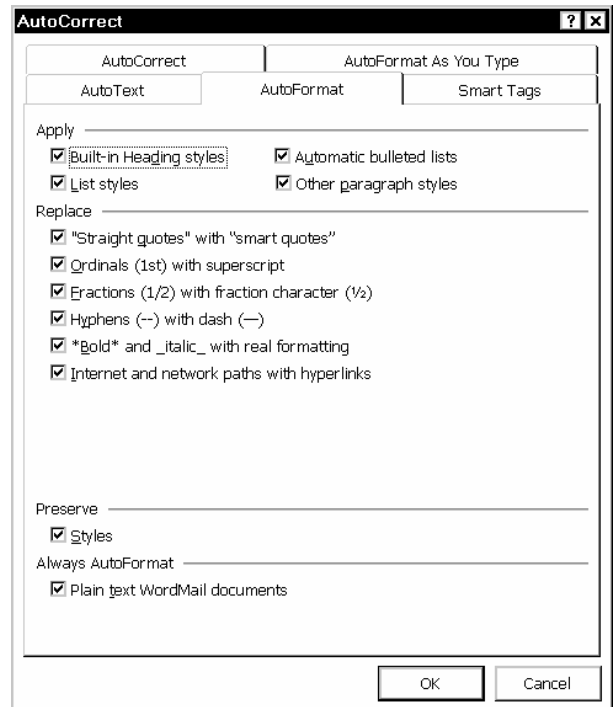 AutoCorrect ? X
AutoCorrect AutoFormat As You Type
AutoText AutoFormat Smart Tags
Apply
Built-in Heading styles Automatic bulleted lists
List styles Other paragraph styles
Replace
"Straight quotes" with “smart quotes”
Ordinals (1st) with superscript
Fractions (1/2) with fraction character (½)
Hyphens (--) with dash (—)
*Bold* and _italic_ with real formatting
Internet and network paths with hyperlinks
Preserve
Styles
Always AutoFormat
Plain text WordMail documents
OK Cancel